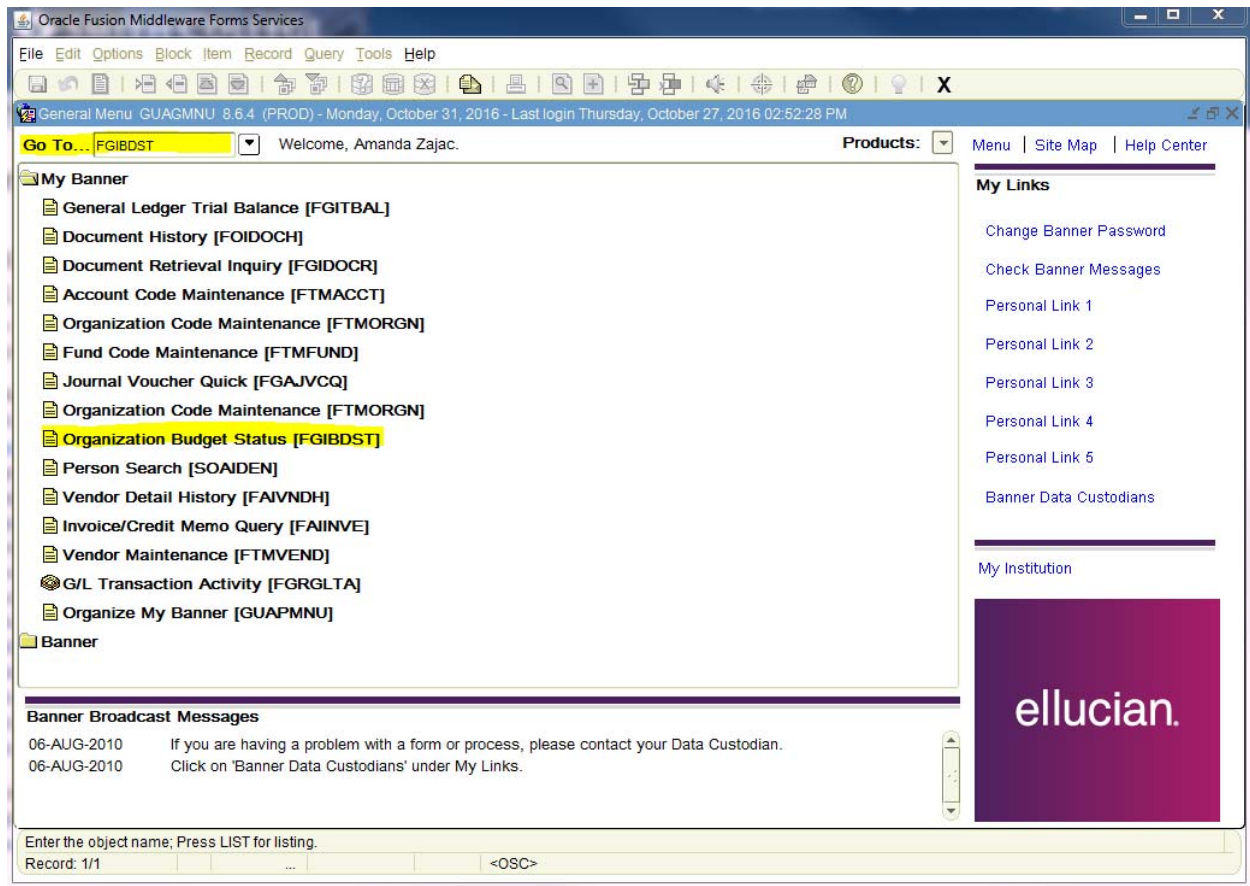 Oracle Fusion Middleware Forms Services
File Edit Options Block Item Record Query Tools Help
X
General Menu GUAGMNU 8.6.4 (PROD) - Monday, October 31, 2016 - Last login Thursday, October 27, 2016 02:52:28 PM
Go To... FGIBDST Welcome, Amanda Zajac. Products: Menu | Site Map | Help Center
My Banner
General Ledger Trial Balance [FGITBAL]
Document History [FOIDOCH]
Document Retrieval Inquiry [FGIDOCR]
Account Code Maintenance [FTMACCT]
Organization Code Maintenance [FTMORGN]
Fund Code Maintenance [FTMFUND]
Journal Voucher Quick [FGAJVCQ]
Organization Code Maintenance [FTMORGN]
Organization Budget Status [FGIBDST]
Person Search [SOAIDEN]
Vendor Detail History [FAIVNDH]
Invoice/Credit Memo Query [FAIINVE]
Vendor Maintenance [FTMVEND]
G/L Transaction Activity [FGRGLTA]
Organize My Banner [GUAPMNU]
Banner
My Links
Change Banner Password
Check Banner Messages
Personal Link 1
Personal Link 2
Personal Link 3
Personal Link 4
Personal Link 5
Banner Data Custodians
My Institution
ellucian.
Banner Broadcast Messages
06-AUG-2010 If you are having a problem with a form or process, please contact your Data Custodian.
06-AUG-2010 Click on 'Banner Data Custodians' under My Links.
Enter the object name; Press LIST for listing.
Record: 1/1 ... <OSC>